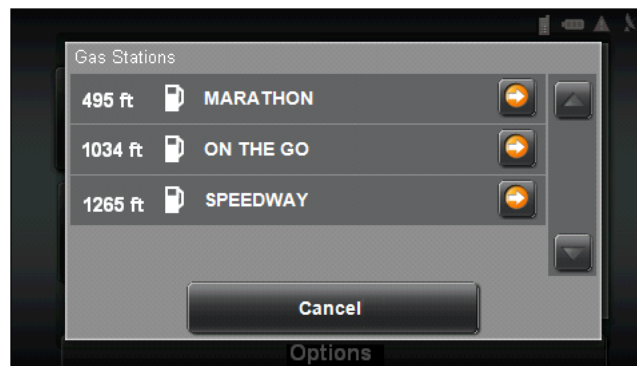 Gas Stations
495 ft MARATHON
1034 ft ON THE GO
1265 ft SPEEDWAY
Cancel
Options